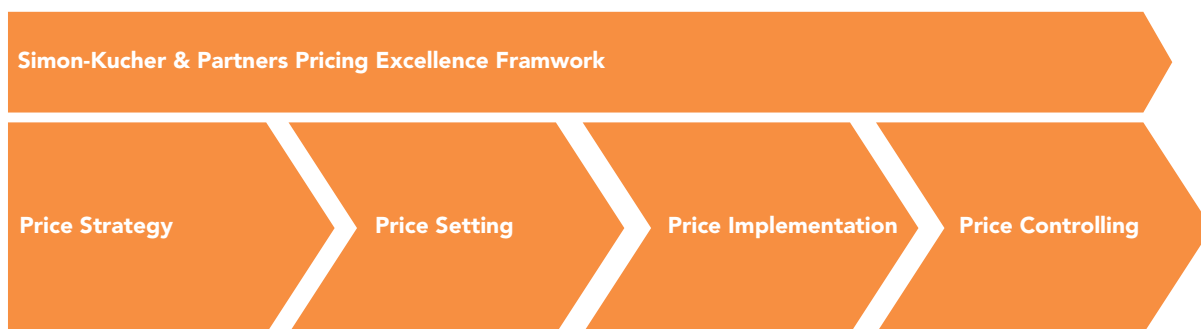 Simon-Kucher & Partners Pricing Excellence Framwork
Price Strategy
Price Setting
Price Implementation
Price Controlling